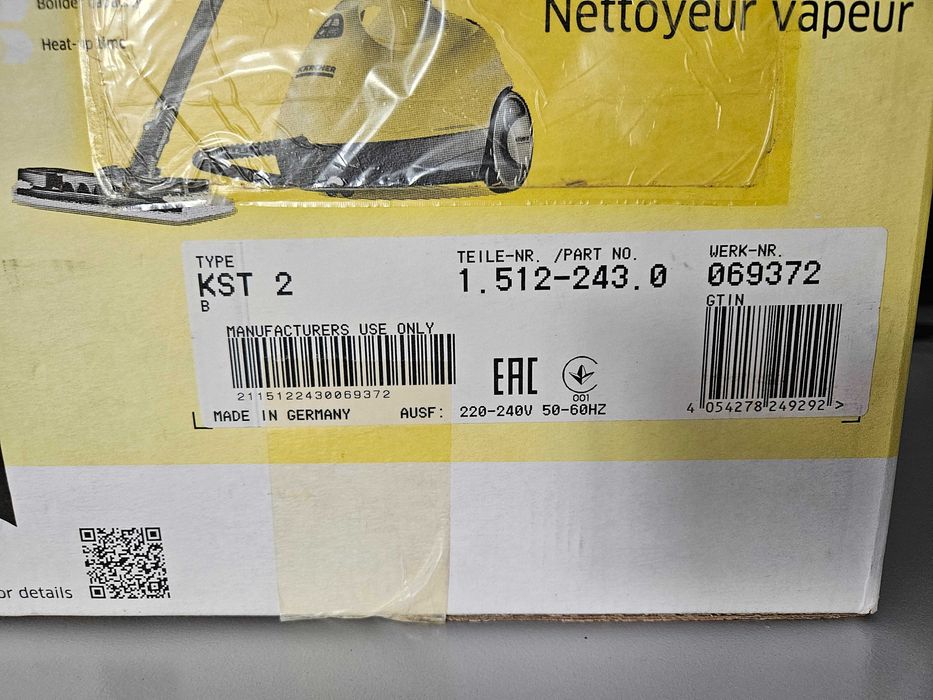 Heat-up time
Nettoyeur vapeur
KÄRCHER
TYPE
KST 2
B
TEILE-NR. /PART NO.
1.512-243.0
WERK-NR.
069372
GTIN
MANUFACTURERS USE ONLY
2115122430069372
EAC
001
4 054278 249292 >
MADE IN GERMANY
AUSF: 220-240V 50-60HZ
or details